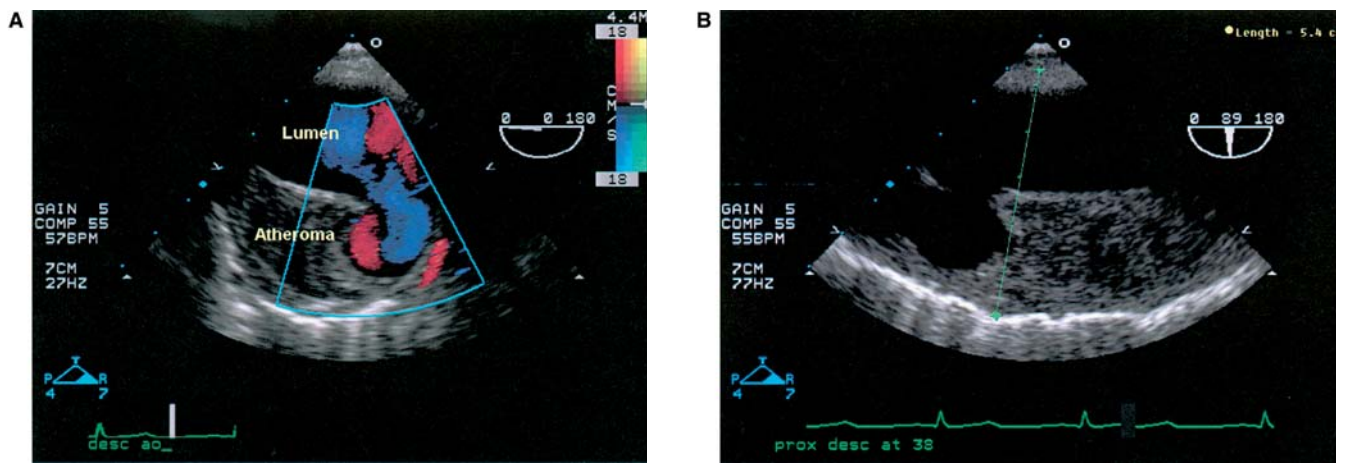 A
4.4M
18
C
M
/
S
18
0 0 180
Lumen
Atheroma
GAIN 5
COMP 55
57BPM
7CM
27HZ
T
P R
4 7
desc ao_
B
Length = 5.4 c
0 89 180
GAIN 5
COMP 55
55BPM
7CM
77HZ
T
P R
4 7
prox desc at 38